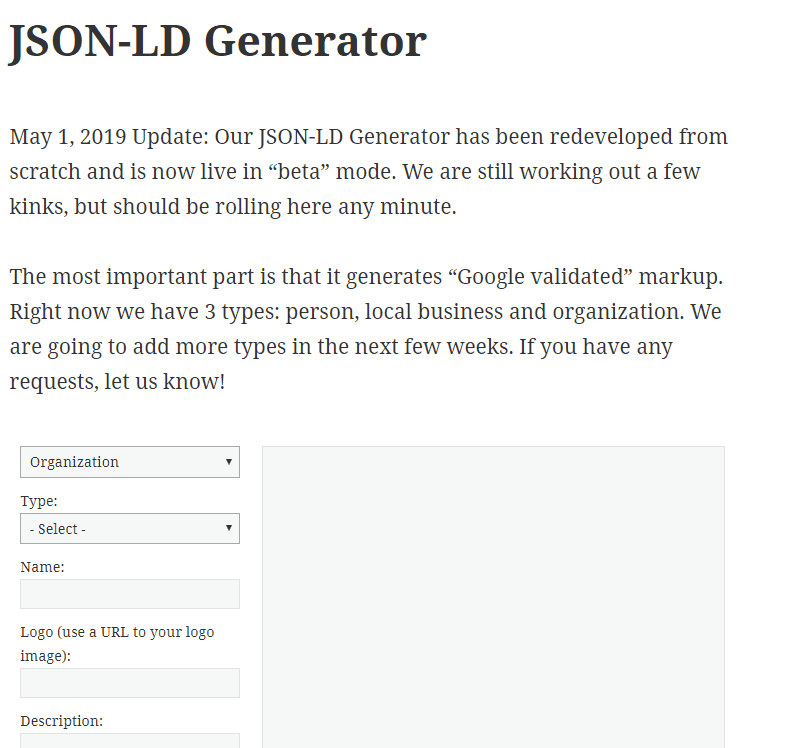 JSON-LD Generator
May 1, 2019 Update: Our JSON-LD Generator has been redeveloped from
scratch and is now live in “beta” mode. We are still working out a few
kinks, but should be rolling here any minute.
The most important part is that it generates “Google validated” markup.
Right now we have 3 types: person, local business and organization. We
are going to add more types in the next few weeks. If you have any
requests, let us know!
Organization
Type:
- Select -
Name:
Logo (use a URL to your logo
image):
Description: